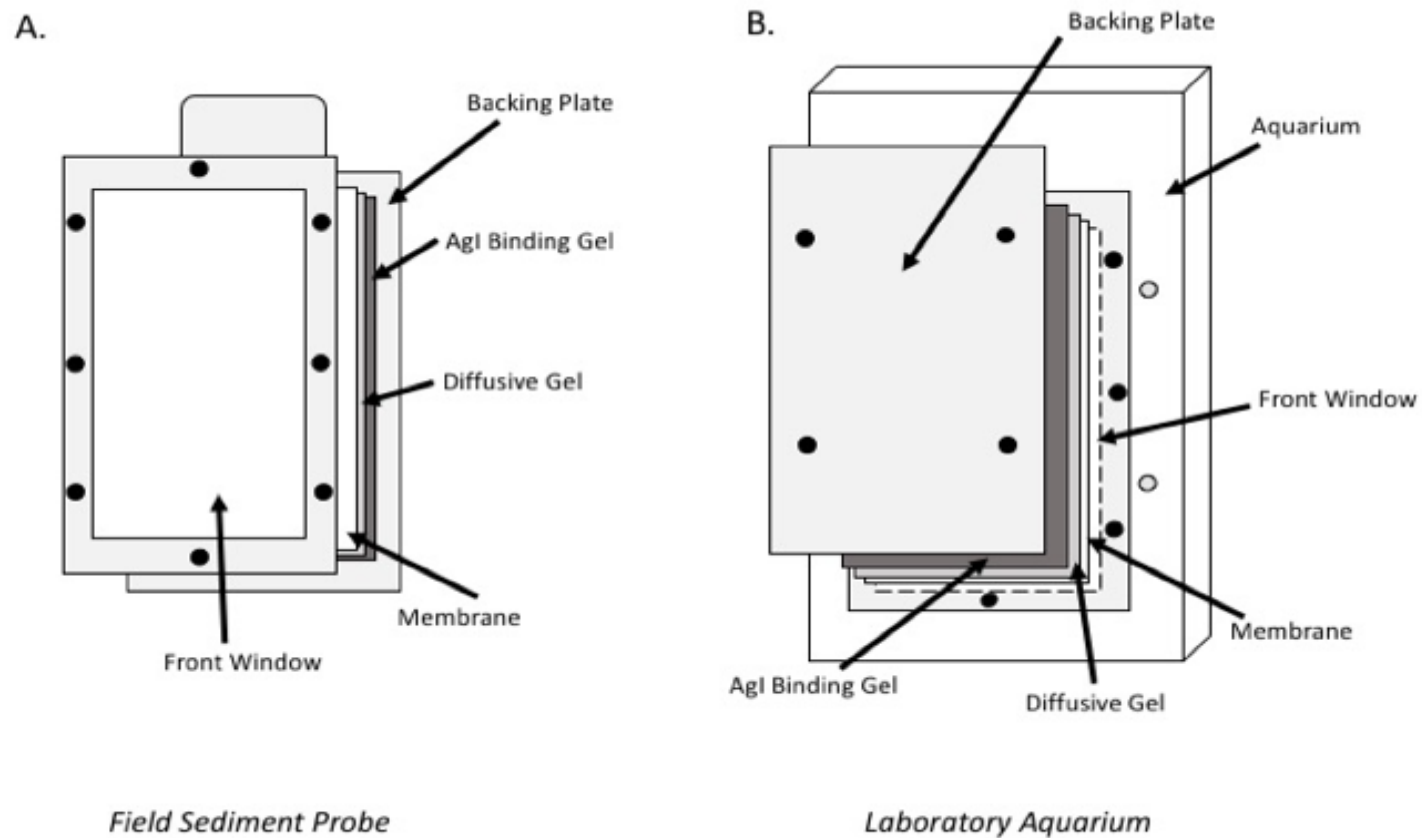 A.
Backing Plate
AgI Binding Gel
Diffusive Gel
Membrane
Front Window
Field Sediment Probe
B.
Backing Plate
Aquarium
Front Window
Membrane
AgI Binding Gel
Diffusive Gel
Laboratory Aquarium